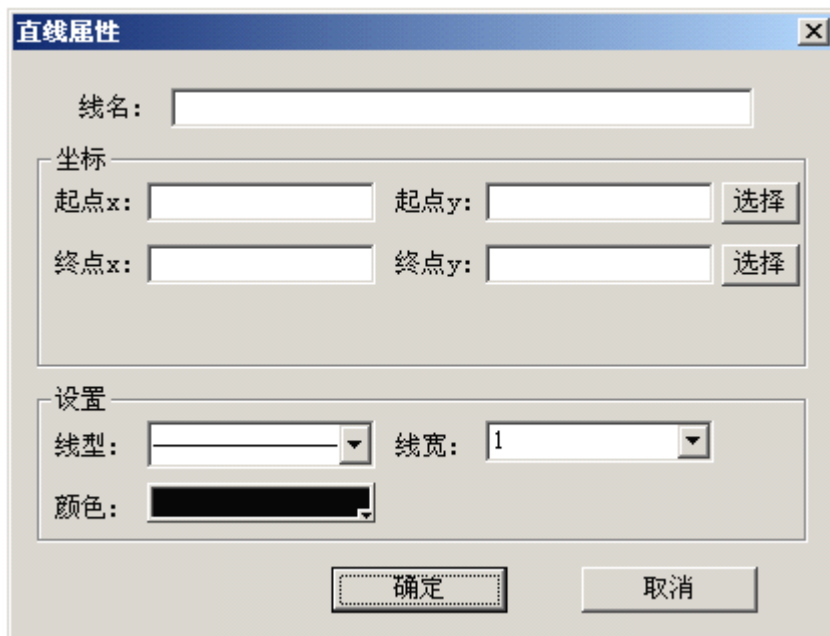 直线属性
线名：
坐标
起点x： 起点y： 选择
终点x： 终点y： 选择
设置
线型： 线宽： 1
颜色：
确定 取消